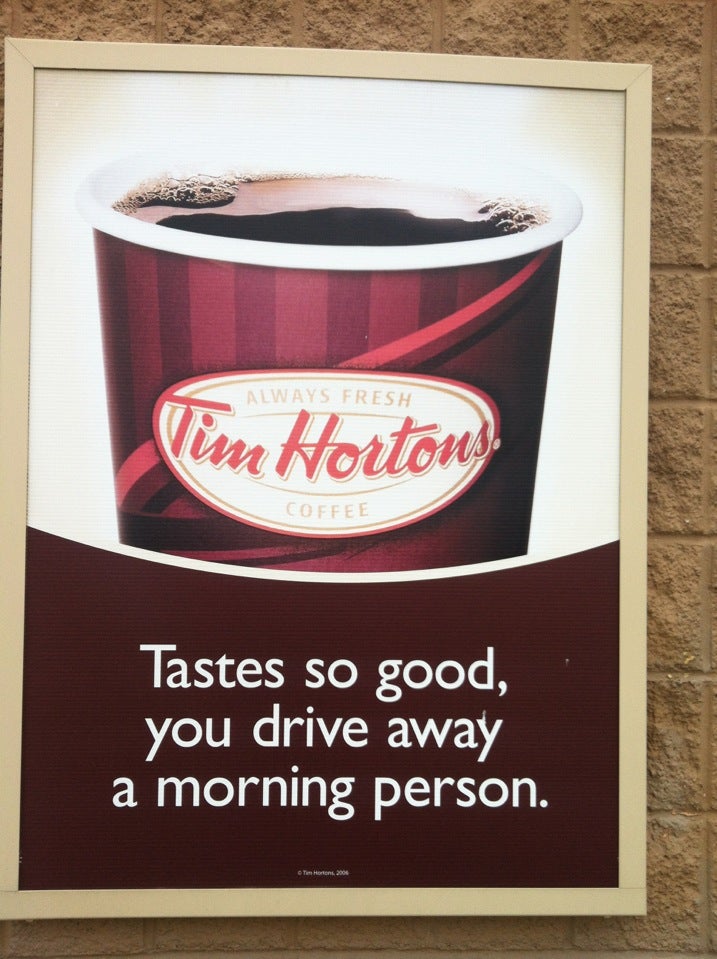 ALWAYS FRESH
Tim Hortons.
COFFEE
Tastes so good,
you drive away
a morning person.
© Tim Hortons, 2006